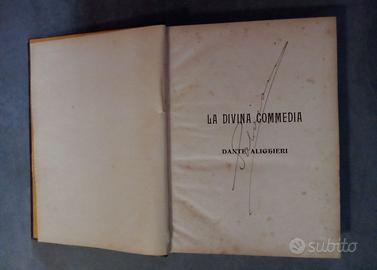 LA DIVINA COMMEDIA
DANTE ALIGHIERI
subito